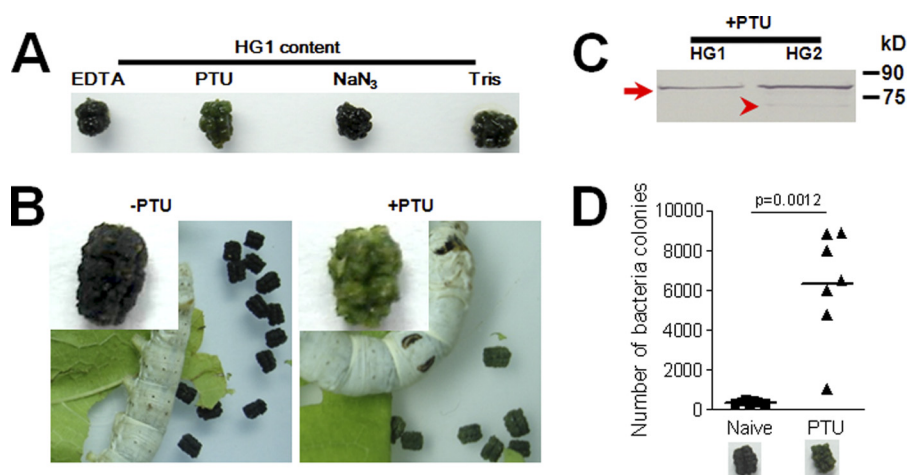 A
HG1 content
EDTA PTU NaN₃ Tris
B
-PTU +PTU
C
+PTU
HG1 HG2 kD
90
75
D
p=0.0012
Number of bacteria colonies
10000
8000
6000
4000
2000
0
Naive PTU